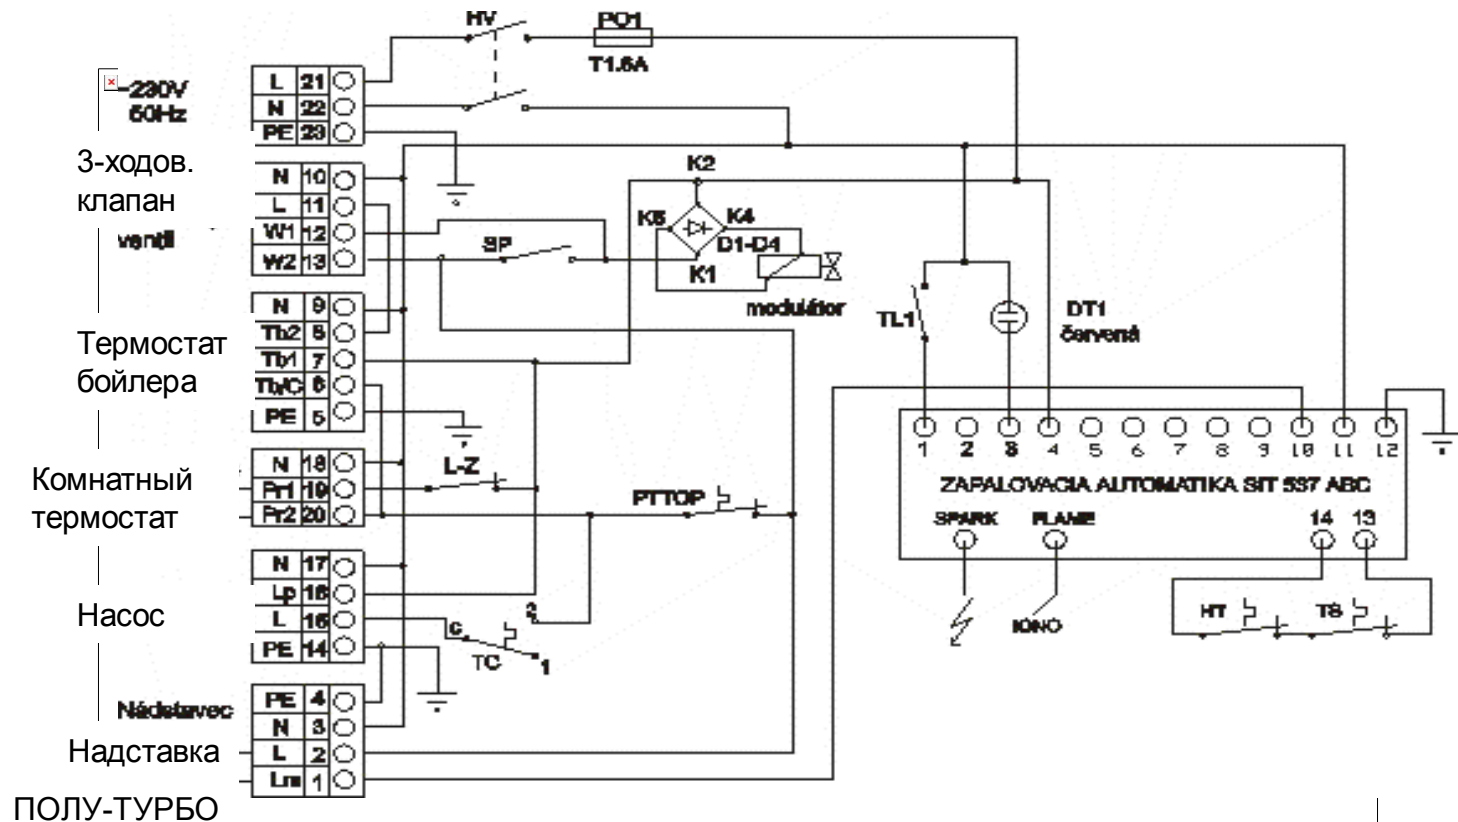 HV
PO1
T1.6A
~230V
50Hz
L 21
N 22
PE 23
3-ходов.
клапан
ventil
N 10
L 11
W1 12
W2 13
SP
K2
K4
D1-D4
K1
modulátor
TL1
DT1
červená
Термостат
бойлера
N 9
Tb2 8
Tb1 7
Tb/C 6
PE 5
Комнатный
термостат
N 18
Pr1 19
Pr2 20
L-Z
PTTOP
1 2 3 4 5 6 7 8 9 10 11 12
ZAPALOVACIA AUTOMATIKA SIT 537 ABC
SPARK FLAME 14 13
IONO
HT TS
Насос
N 17
Lp 16
L 15
PE 14
C 2
TC 1
Nádstavec
Надставка
PE 4
N 3
L 2
1
ПОЛУ-ТУРБО